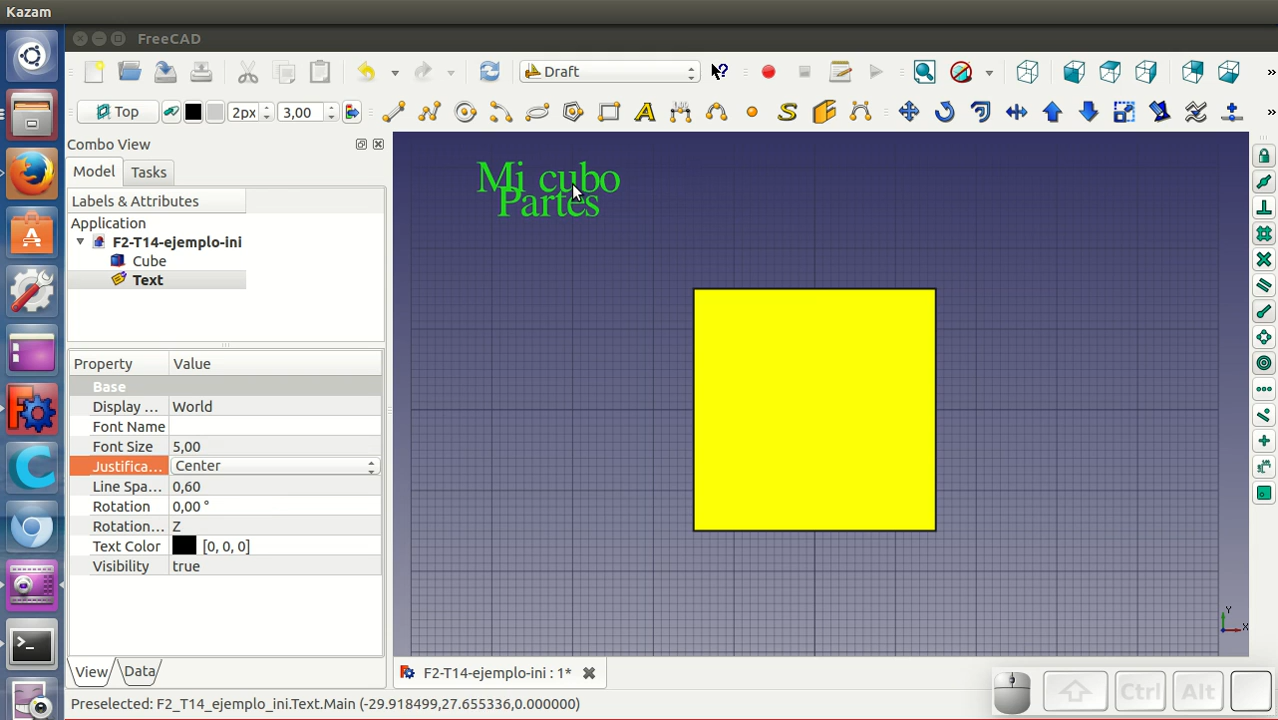 Kazam
FreeCAD
Draft
Top
2px
3,00
Combo View
Model
Tasks
Labels & Attributes
Application
F2-T14-ejemplo-ini
Cube
Text
Property
Value
Base
Display ...
World
Font Name
Font Size
5,00
Justifica...
Center
Line Spa...
0,60
Rotation
0,00 °
Rotation...
Z
Text Color
[0, 0, 0]
Visibility
true
View
Data
Mi cubo
Partes
Y
X
F2-T14-ejemplo-ini : 1*
Ctrl
Alt
Preselected: F2_T14_ejemplo_ini.Text.Main (-29.918499,27.655336,0.000000)